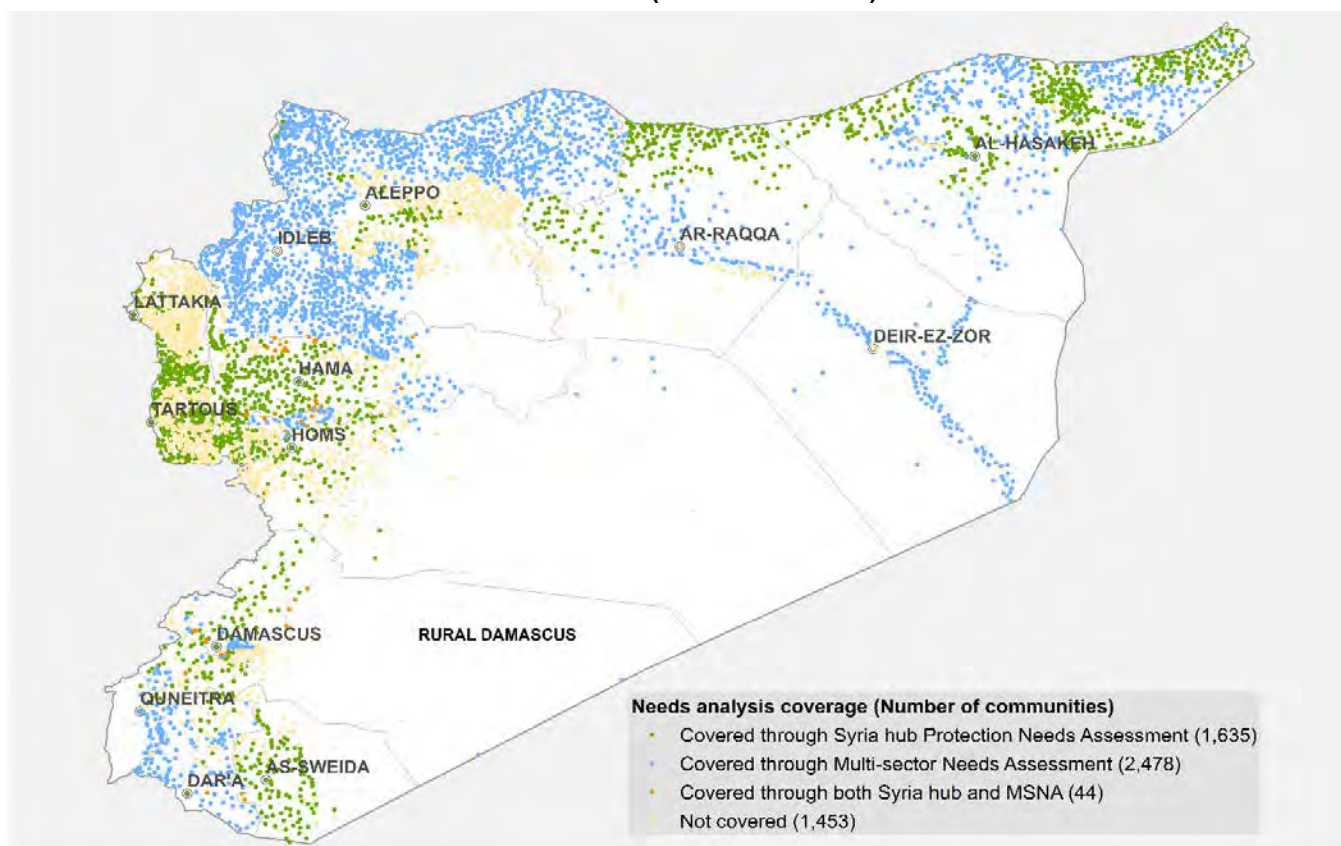 AL-HASAKEH
ALEPPO
IDLEB
AR-RAQQA
LATTAKIA
DEIR-EZ-ZOR
HAMA
TARTOUS
HOMS
DAMASCUS
RURAL DAMASCUS
QUNEITRA
AS-SWEIDA
DAR'A
Needs analysis coverage (Number of communities)
Covered through Syria hub Protection Needs Assessment (1,635)
Covered through Multi-sector Needs Assessment (2,478)
Covered through both Syria hub and MSNA (44)
Not covered (1,453)